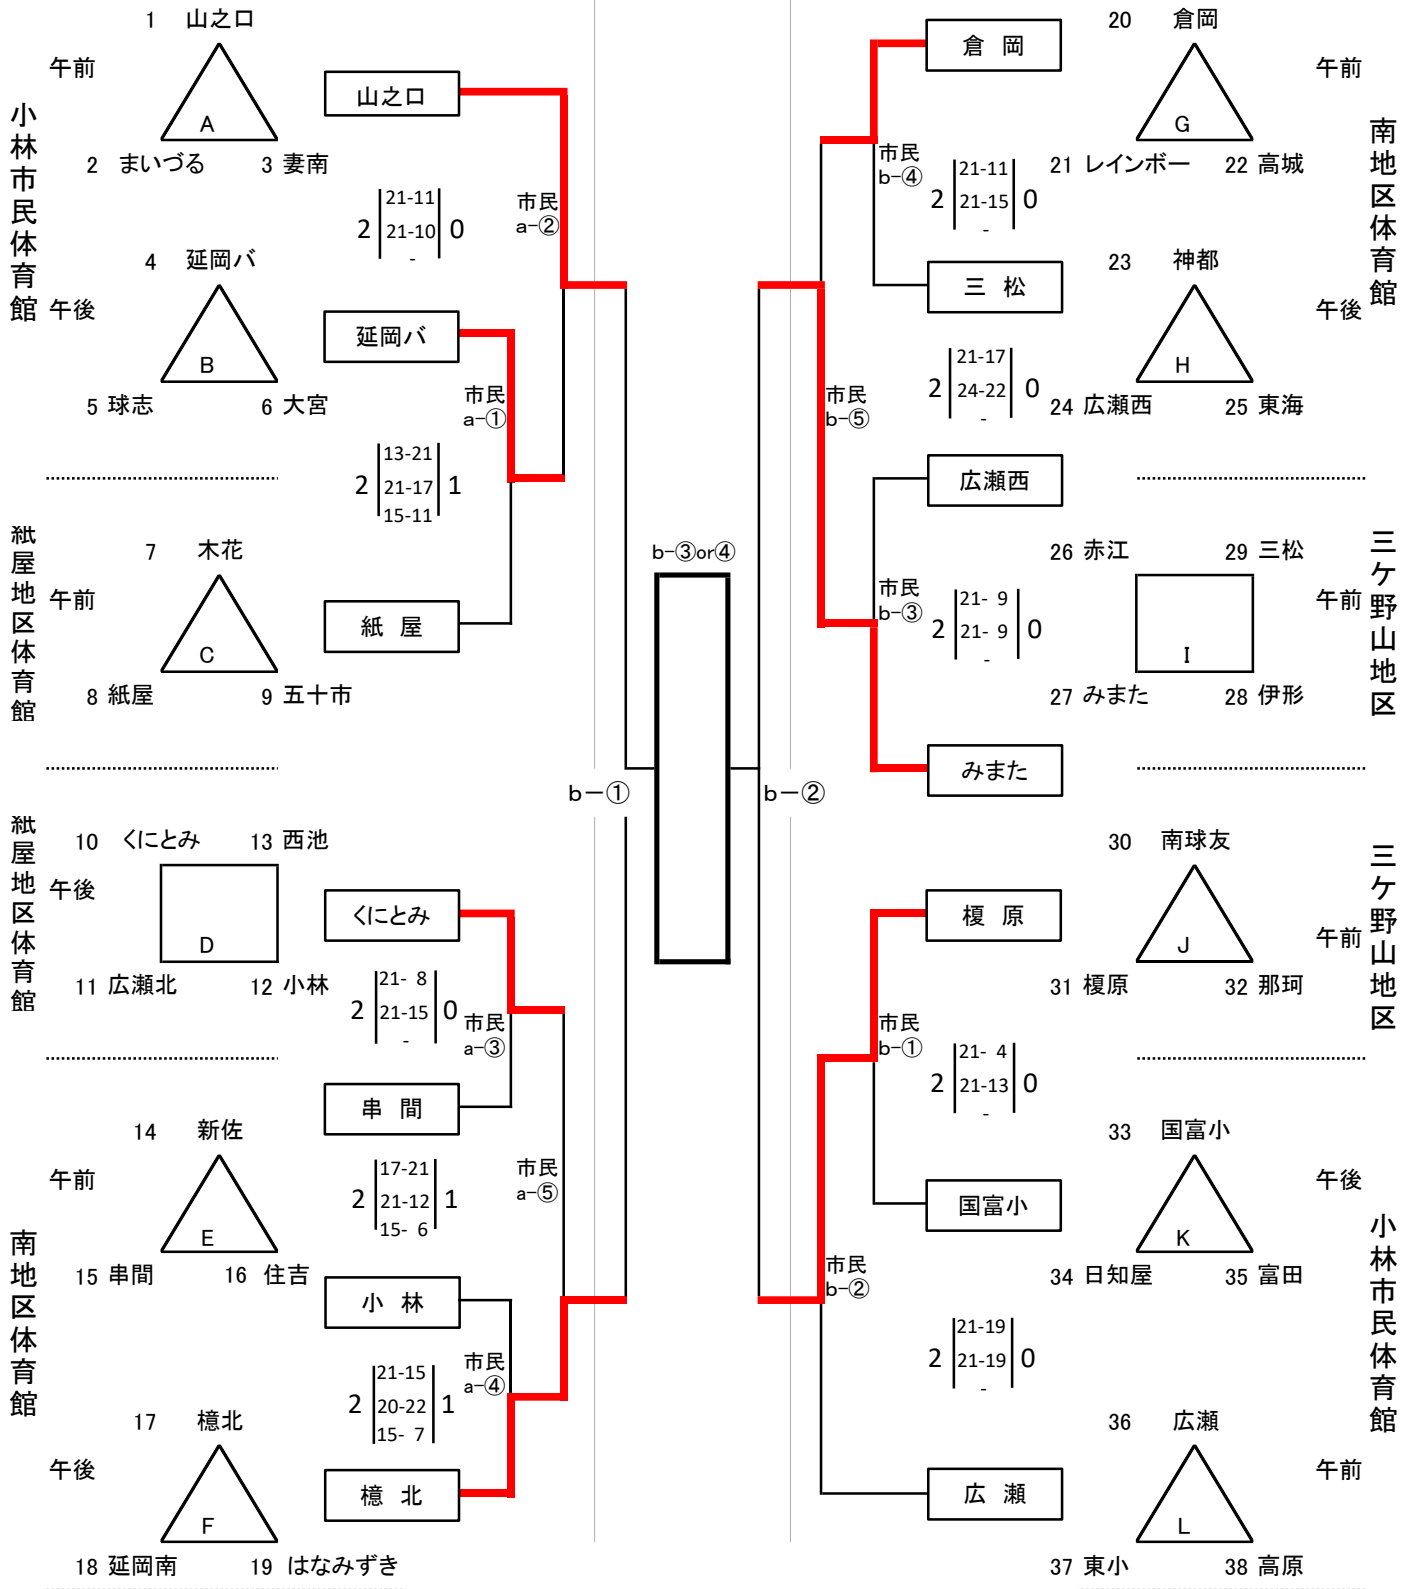 1 山之口
午前
小林市民体育館
A
2 まいづる 3 妻南
山之口
21-11
2 21-10 0
-
市民
a-②
4 延岡バ
午後
B
5 球志 6 大宮
延岡バ
市民
a-①
13-21
2 21-17 1
15-11
紙屋地区体育館
7 木花
午前
C
8 紙屋 9 五十市
紙 屋
紙屋地区体育館
10 くにとみ 13 西池
午後
D
11 広瀬北 12 小林
くにとみ
21- 8
2 21-15 0
-
市民
a-③
串 間
14 新佐
午前
E
15 串間 16 住吉
17-21
2 21-12 1
15- 6
市民
a-⑤
南地区体育館
小 林
21-15
2 20-22 1
15- 7
市民
a-④
17 檍北
午後
F
18 延岡南 19 はなみずき
檍 北
b-③or④
b-①
b-②
倉 岡
20 倉岡
午前
南地区体育館
G
21 レインボー 22 高城
市民
b-④
21-11
2 21-15 0
-
三 松
23 神都
午後
H
24 広瀬西 25 東海
21-17
2 24-22 0
-
市民
b-⑤
広瀬西
26 赤江 29 三松
午前
三ケ野山地区
I
27 みまた 28 伊形
市民
b-③
21- 9
2 21- 9 0
-
みまた
30 南球友
午前
三ケ野山地区
J
31 榎原 32 那珂
榎 原
市民
b-①
21- 4
2 21-13 0
-
国富小
33 国富小
午後
K
34 日知屋 35 富田
小林市民体育館
市民
b-②
21-19
2 21-19 0
-
36 広瀬
午前
L
37 東小 38 高原
広 瀬